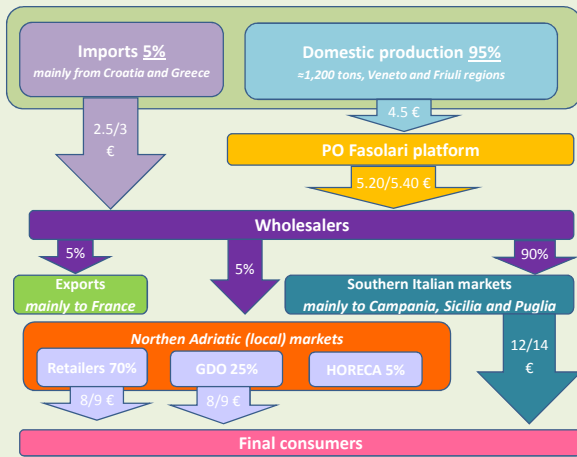 Imports 5%
mainly from Croatia and Greece
Domestic production 95%
≈1,200 tons, Veneto and Friuli regions
2.5/3
€
4.5 €
PO Fasolari platform
5.20/5.40 €
Wholesalers
5%
5%
90%
Exports
mainly to France
Southern Italian markets
mainly to Campania, Sicilia and Puglia
Northen Adriatic (local) markets
Retailers 70%
GDO 25%
HORECA 5%
12/14
€
8/9 €
8/9 €
Final consumers